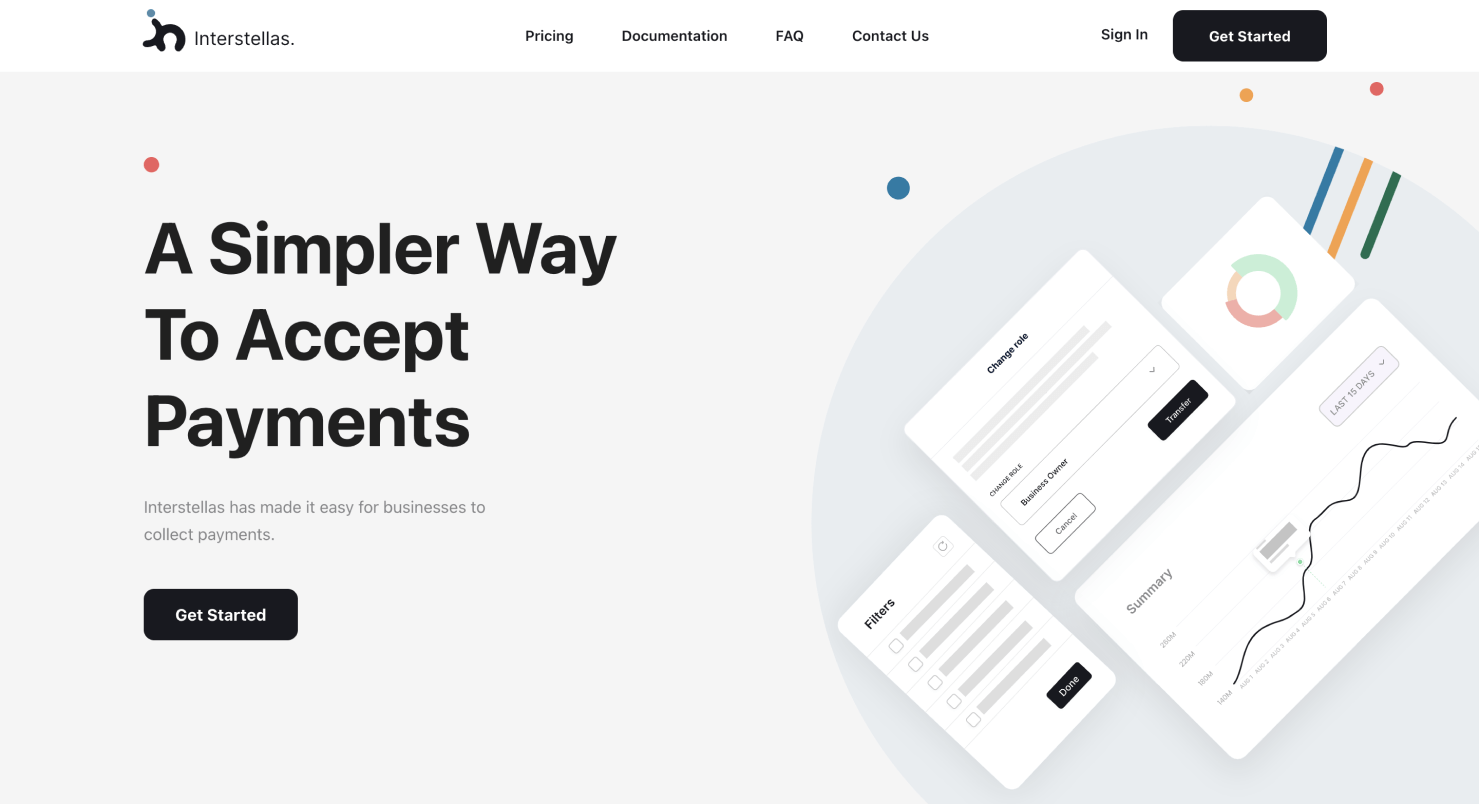 Interstellas.
Pricing
Documentation
FAQ
Contact Us
Sign In
Get Started
A Simpler Way
To Accept
Payments
Interstellas has made it easy for businesses to
collect payments.
Get Started
Change role
CHANGE ROLE
Business Owner
Cancel
Transfer
Filters
Done
LAST 15 DAYS
Summary
260M
220M
180M
140M
AUG 1
AUG 2
AUG 3
AUG 4
AUG 5
AUG 6
AUG 7
AUG 8
AUG 9
AUG 10
AUG 11
AUG 12
AUG 13
AUG 14